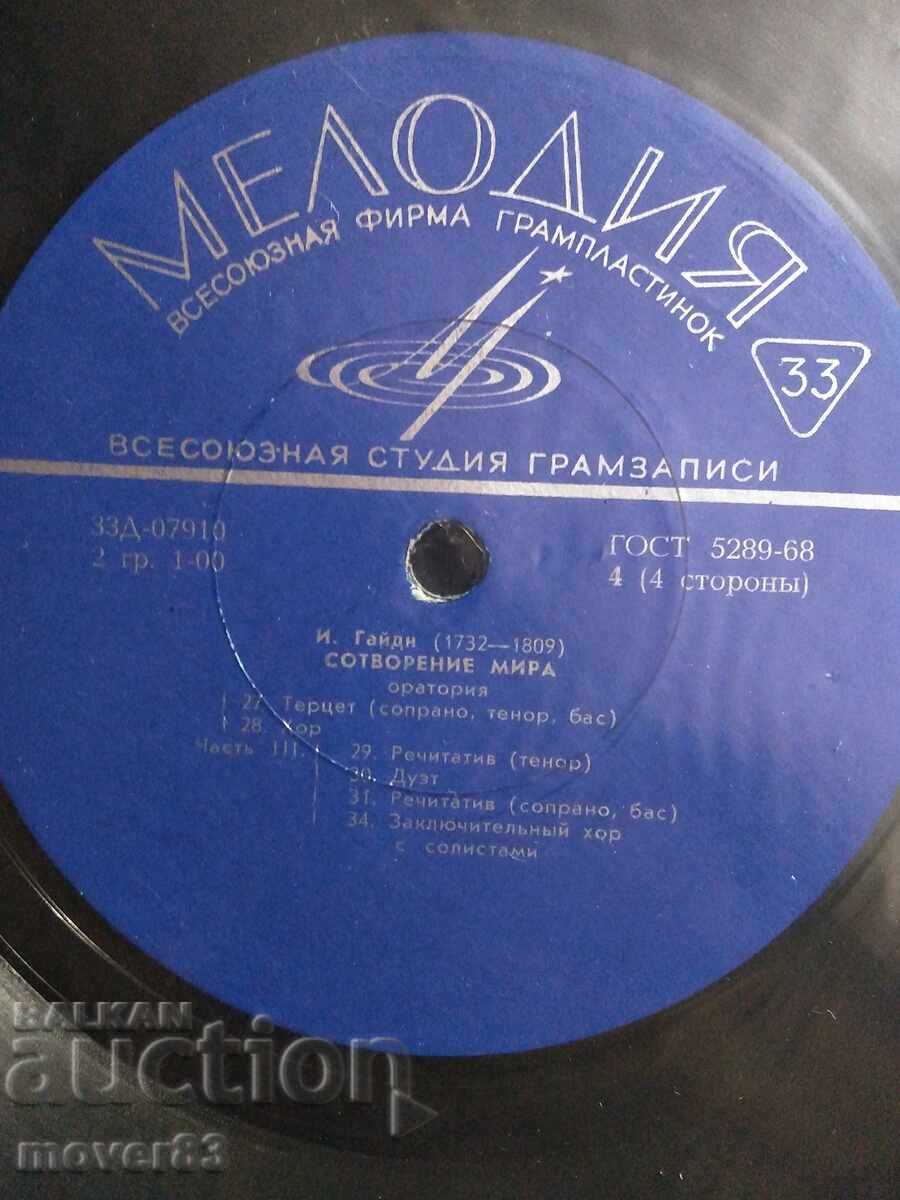 МЕЛОДИЯ
ВСЕСОЮЗНАЯ ФИРМА ГРАМПЛАСТИНОК
33
ВСЕСОЮЗНАЯ СТУДИЯ ГРАМЗАПИСИ
33Д-07910
2 гр. 1-00
ГОСТ 5289-68
4 (4 стороны)
И. Гайдн (1732—1809)
СОТВОРЕНИЕ МИРА
оратория
27. Терцет (сопрано, тенор, бас)
28. Хор
Часть III.
29. Речитатив (тенор)
30. Дуэт
31. Речитатив (сопрано, бас)
34. Заключительный хор
с солистами
BALKAN
auction
mover83